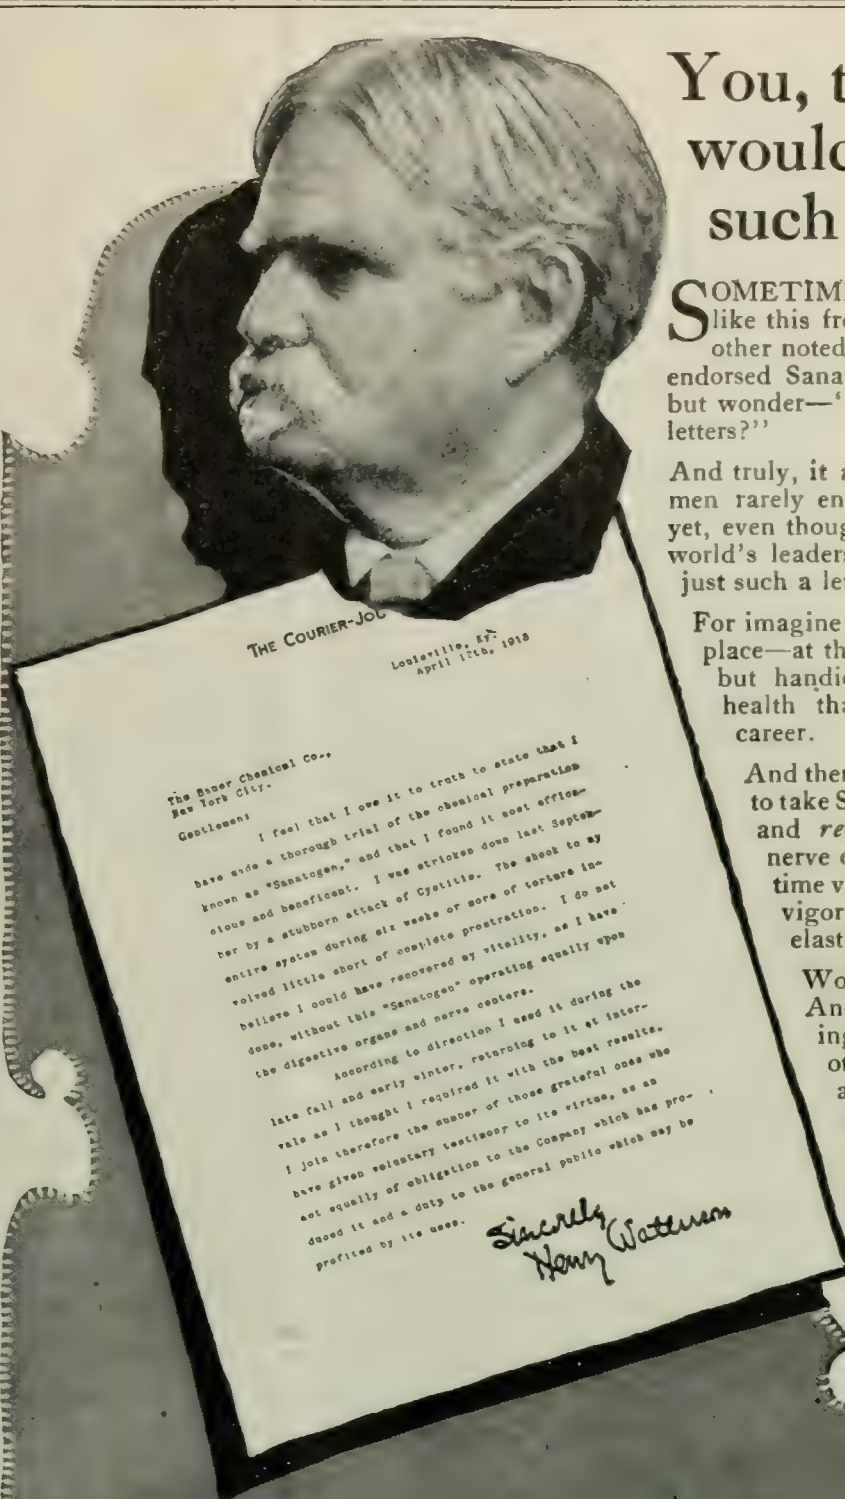 You, t
would
such
SOMETIM
like this fro
other noted
endorsed Sana
but wonder—"
letters?"
And truly, it a
men rarely en
yet, even thoug
world's leaders
just such a le
For imagine
place—at th
but handic
health tha
career.
And then
to take S
and re
nerve c
time v
vigor
elast
Wo
An
ing
ot
a
THE COURIER-JOU
Louisville, Ky.
April 12th, 1913
The Bauer Chemical Co.,
New York City.
Gentlemen:
I feel that I owe it to truth to state that I
have made a thorough trial of the chemical preparation
known as "Sanatogen," and that I found it most effica-
cious and beneficent. I was stricken down last Septem-
ber by a stubborn attack of Cystitis. The shock to my
entire system during six weeks or more of torture in-
volved little short of complete prostration. I do not
believe I could have recovered my vitality, as I have
done, without this "Sanatogen" operating equally upon
the digestive organs and nerve centers.
According to direction I used it during the
late fall and early winter, returning to it at inter-
vals as I thought I required it with the best results.
I join therefore the number of those grateful ones who
have given voluntary testimony to its virtue, as an
act equally of obligation to the Company which has pro-
duced it and a duty to the general public which may be
profited by its uses.
Sincerely
Henry Watterson